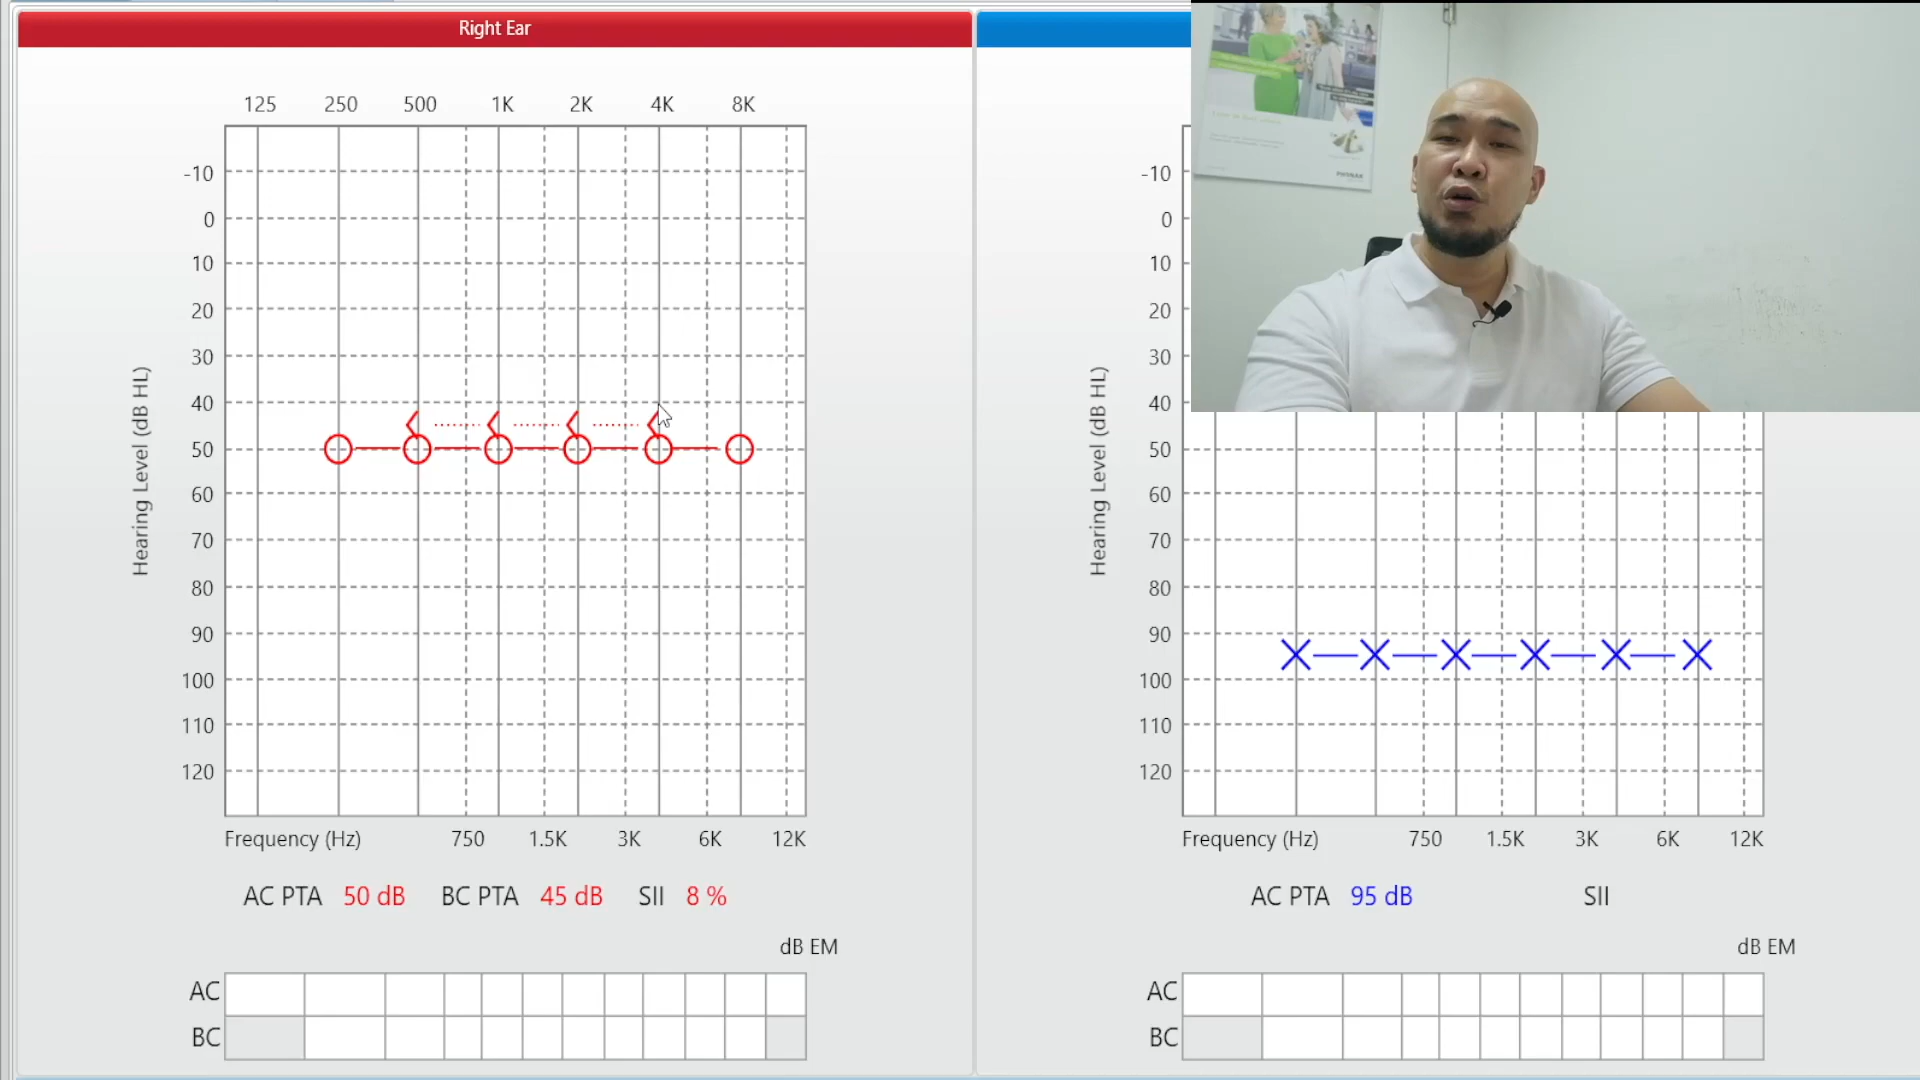 Right Ear
125 250 500 1K 2K 4K 8K
-10
0
10
20
30
40
50
60
70
80
90
100
110
120
Hearing Level (dB HL)
Frequency (Hz) 750 1.5K 3K 6K 12K
AC PTA 50 dB BC PTA 45 dB SII 8 %
dB EM
AC
BC
-10
0
10
20
30
40
50
60
70
80
90
100
110
120
Hearing Level (dB HL)
Frequency (Hz) 750 1.5K 3K 6K 12K
AC PTA 95 dB SII
dB EM
AC
BC
PHONAK